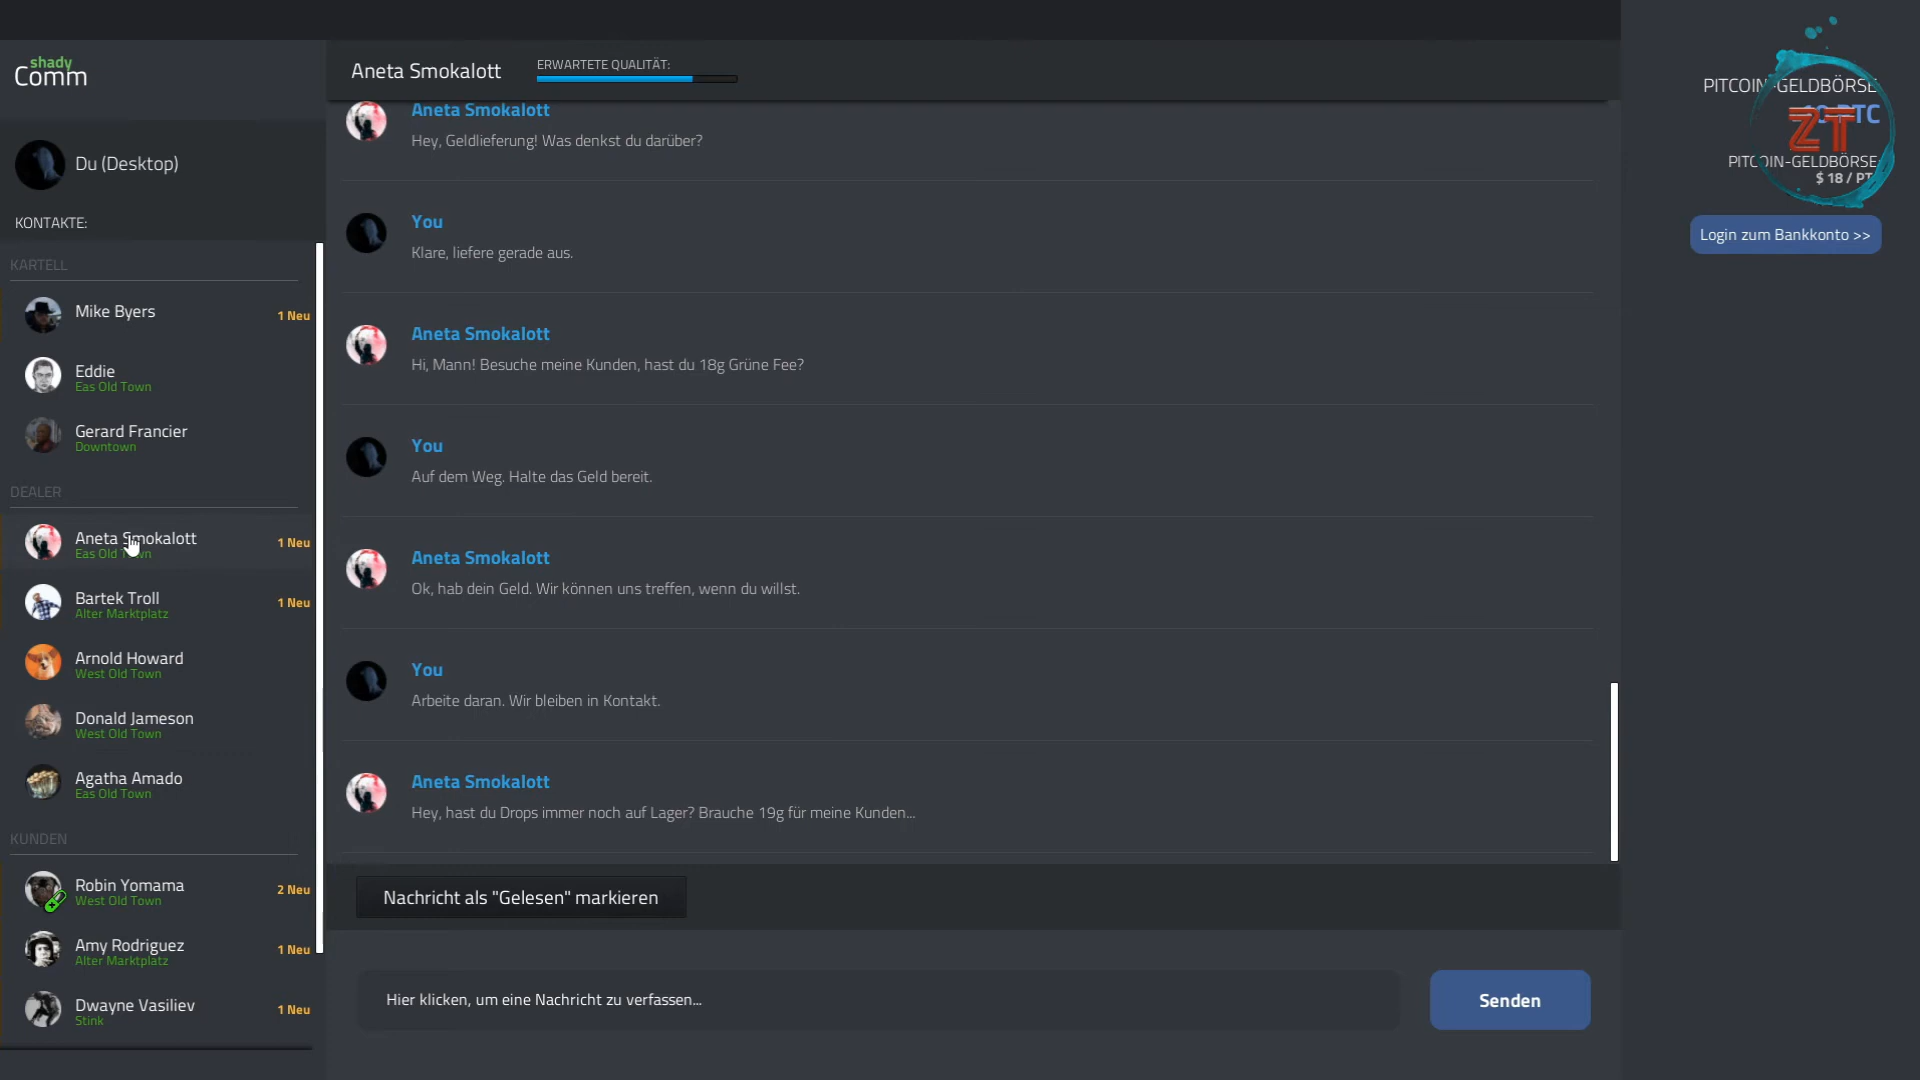 shady
Comm
Du (Desktop)
KONTAKTE:
KARTELL
Mike Byers
1 Neu
Eddie
Eas Old Town
Gerard Francier
Downtown
DEALER
Aneta Smokalott
1 Neu
Eas Old Town
Bartek Troll
Alter Marktplatz
1 Neu
Arnold Howard
West Old Town
Donald Jameson
West Old Town
Agatha Amado
Eas Old Town
KUNDEN
Robin Yomama
West Old Town
2 Neu
Amy Rodriguez
Alter Marktplatz
1 Neu
Dwayne Vasiliev
Stink
1 Neu
Aneta Smokalott
ERWARTETE QUALITÄT:
Aneta Smokalott
Hey, Geldlieferung! Was denkst du darüber?
You
Klare, liefere gerade aus.
Aneta Smokalott
Hi, Mann! Besuche meine Kunden, hast du 18g Grüne Fee?
You
Auf dem Weg. Halte das Geld bereit.
Aneta Smokalott
Ok, hab dein Geld. Wir können uns treffen, wenn du willst.
You
Arbeite daran. Wir bleiben in Kontakt.
Aneta Smokalott
Hey, hast du Drops immer noch auf Lager? Brauche 19g für meine Kunden...
Nachricht als "Gelesen" markieren
Hier klicken, um eine Nachricht zu verfassen...
Senden
PITCOIN-GELDBÖRSE
PTC
ZT
PITCOIN-GELDBÖRSE:
$ 18 / PT
Login zum Bankkonto >>